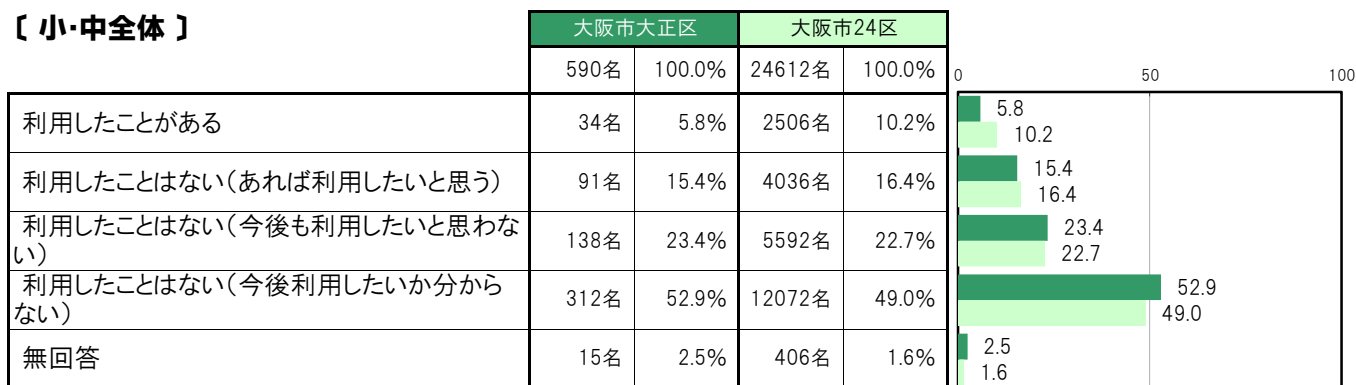 〔 小・中全体 〕
大阪市大正区 大阪市24区
590名 100.0% 24612名 100.0%
0 50 100
利用したことがある 34名 5.8% 2506名 10.2%
5.8
10.2
利用したことはない（あれば利用したいと思う） 91名 15.4% 4036名 16.4%
15.4
16.4
利用したことはない（今後も利用したいと思わな
い） 138名 23.4% 5592名 22.7%
23.4
22.7
利用したことはない（今後利用したいか分から
ない） 312名 52.9% 12072名 49.0%
52.9
49.0
無回答 15名 2.5% 406名 1.6%
2.5
1.6